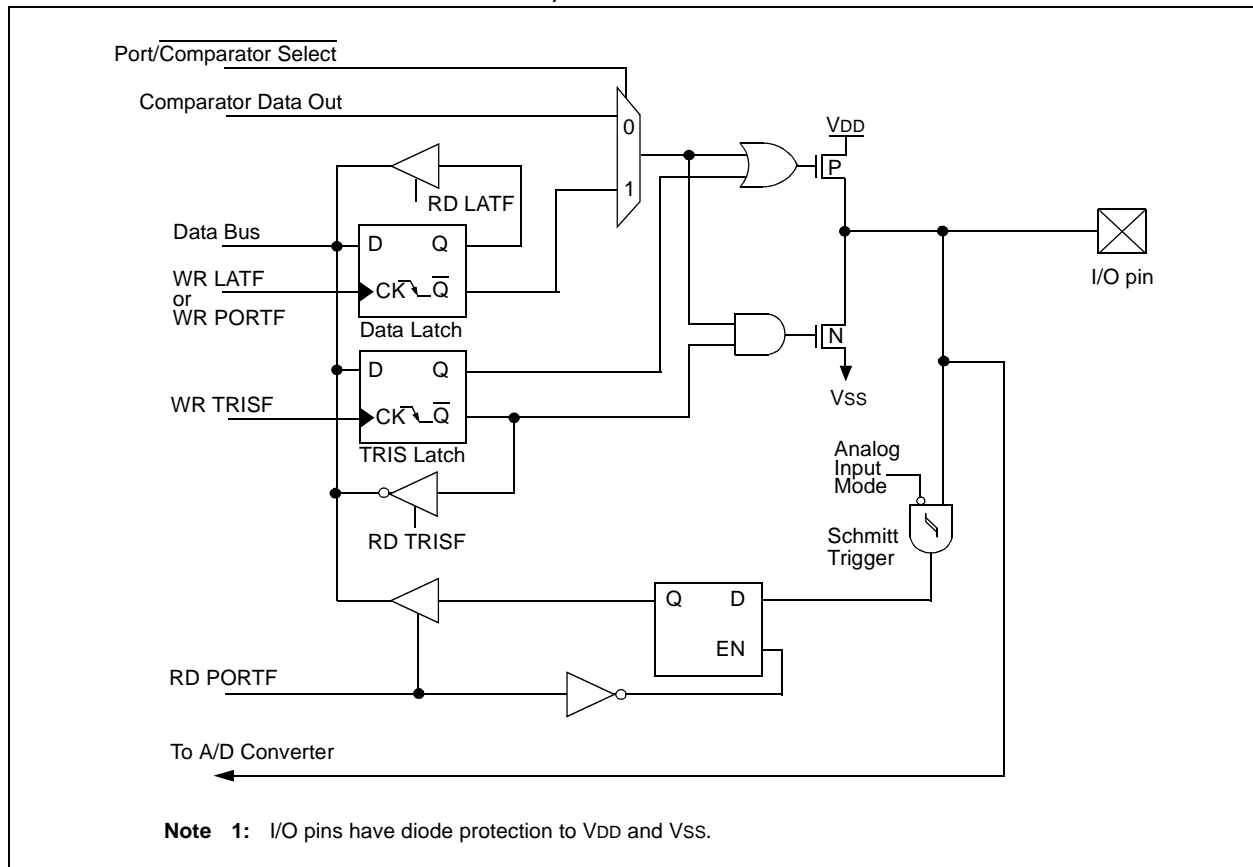 Port/Comparator Select
Comparator Data Out
0
1
VDD
P
RD LATF
Data Bus
D Q
WR LATF
or
WR PORTF
CK Q
Data Latch
I/O pin
N
VSS
D Q
WR TRISF
CK Q
TRIS Latch
RD TRISF
Analog
Input
Mode
Schmitt
Trigger
Q D
EN
RD PORTF
To A/D Converter
Note 1: I/O pins have diode protection to VDD and VSS.